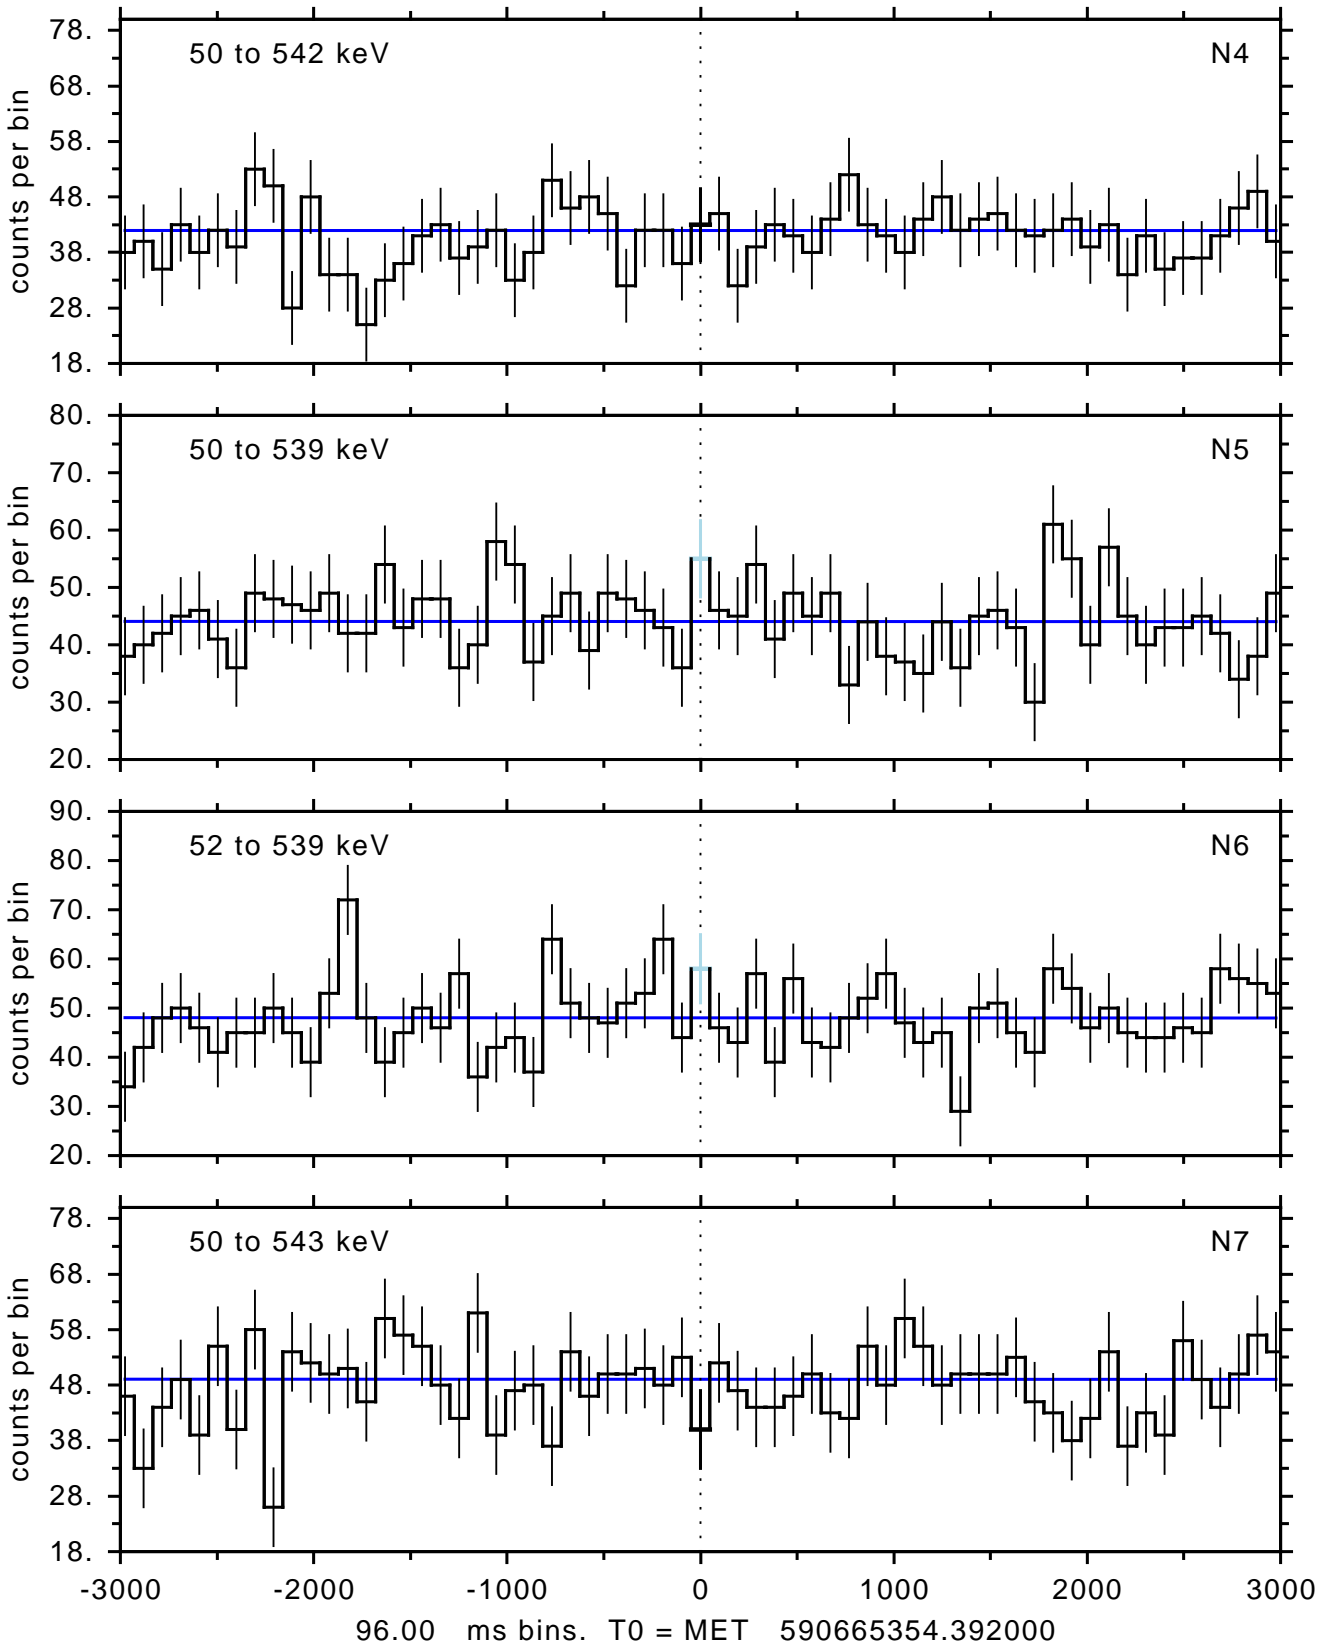 50 to 542 keV N4
78.
68.
58.
48.
38.
28.
18.
counts per bin
50 to 539 keV N5
80.
70.
60.
50.
40.
30.
20.
counts per bin
52 to 539 keV N6
90.
80.
70.
60.
50.
40.
30.
20.
counts per bin
50 to 543 keV N7
78.
68.
58.
48.
38.
28.
18.
counts per bin
-3000 -2000 -1000 0 1000 2000 3000
96.00 ms bins. T0 = MET 590665354.392000